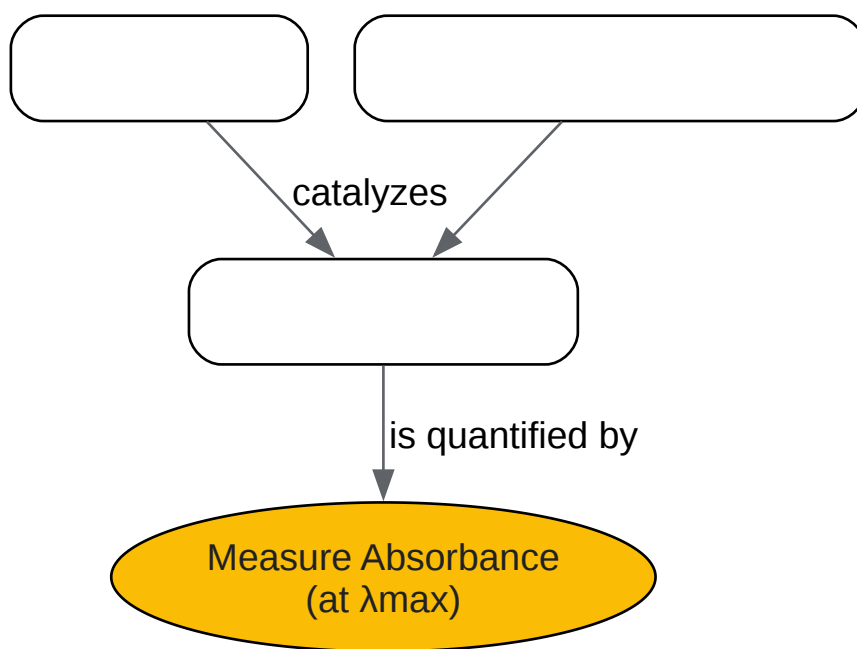 catalyzes
is quantified by
Measure Absorbance
(at λmax)